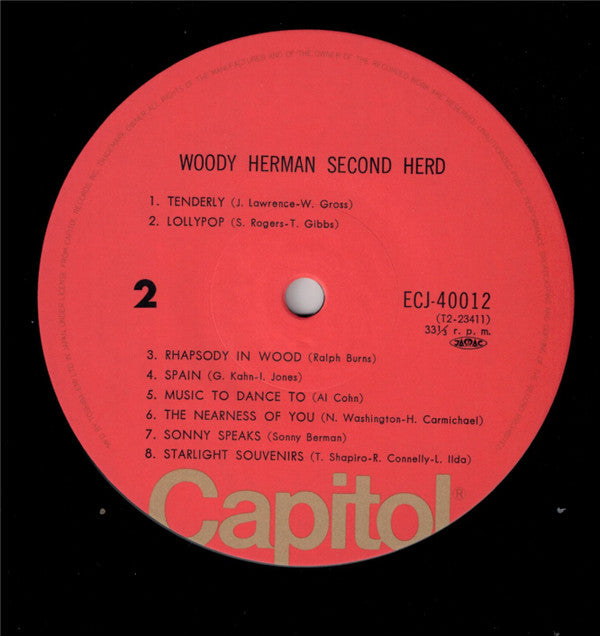 WOODY HERMAN SECOND HERD
1. TENDERLY (J. Lawrence-W. Gross)
2. LOLLYPOP (S. Rogers-T. Gibbs)
2
ECJ-40012
(T2-23411)
33⅓ r. p. m.
JASRAC
3. RHAPSODY IN WOOD (Ralph Burns)
4. SPAIN (G. Kahn-I. Jones)
5. MUSIC TO DANCE TO (Al Cohn)
6. THE NEARNESS OF YOU (N. Washington-H. Carmichael)
7. SONNY SPEAKS (Sonny Berman)
8. STARLIGHT SOUVENIRS (T. Shapiro-R. Connelly-L. Ilda)
Capitol®